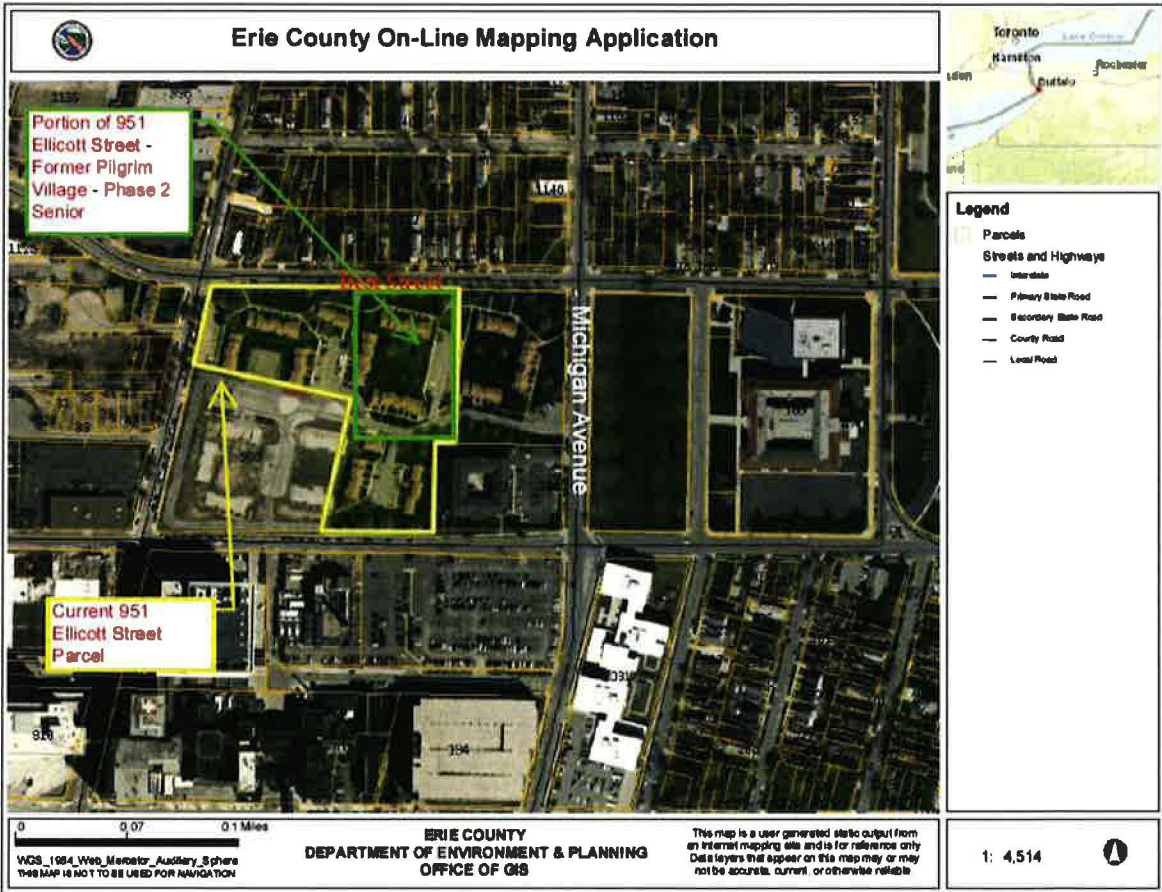 Erie County On-Line Mapping Application
Toronto
Hamilton
Rochester
Buffalo
Portion of 951
Ellicott Street -
Former Pilgrim
Village - Phase 2
Senior
1140
Best Street
Michigan Avenue
Current 951
Ellicott Street
Parcel
194
Legend
Parcels
Streets and Highways
Interstate
Primary State Road
Secondary State Road
County Road
Local Road
0 0.07 0.1 Miles
WGS_1984_Web_Mercator_Auxiliary_Sphere
THIS MAP IS NOT TO BE USED FOR NAVIGATION
ERIE COUNTY
DEPARTMENT OF ENVIRONMENT & PLANNING
OFFICE OF GIS
This map is a user generated static output from
an Internet mapping site and is for reference only
Data layers that appear on this map may or may
not be accurate, current, or otherwise reliable
1: 4,514